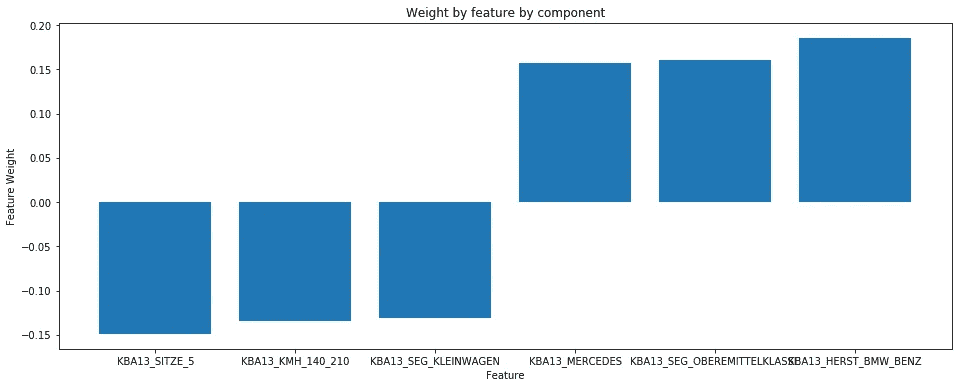 Weight by feature by component
0.20
0.15
0.10
0.05
0.00
−0.05
−0.10
−0.15
Feature Weight
KBA13_SITZE_5 KBA13_KMH_140_210 KBA13_SEG_KLEINWAGEN KBA13_MERCEDES KBA13_SEG_OBEREMITTELKLASSE KBA13_HERST_BMW_BENZ
Feature